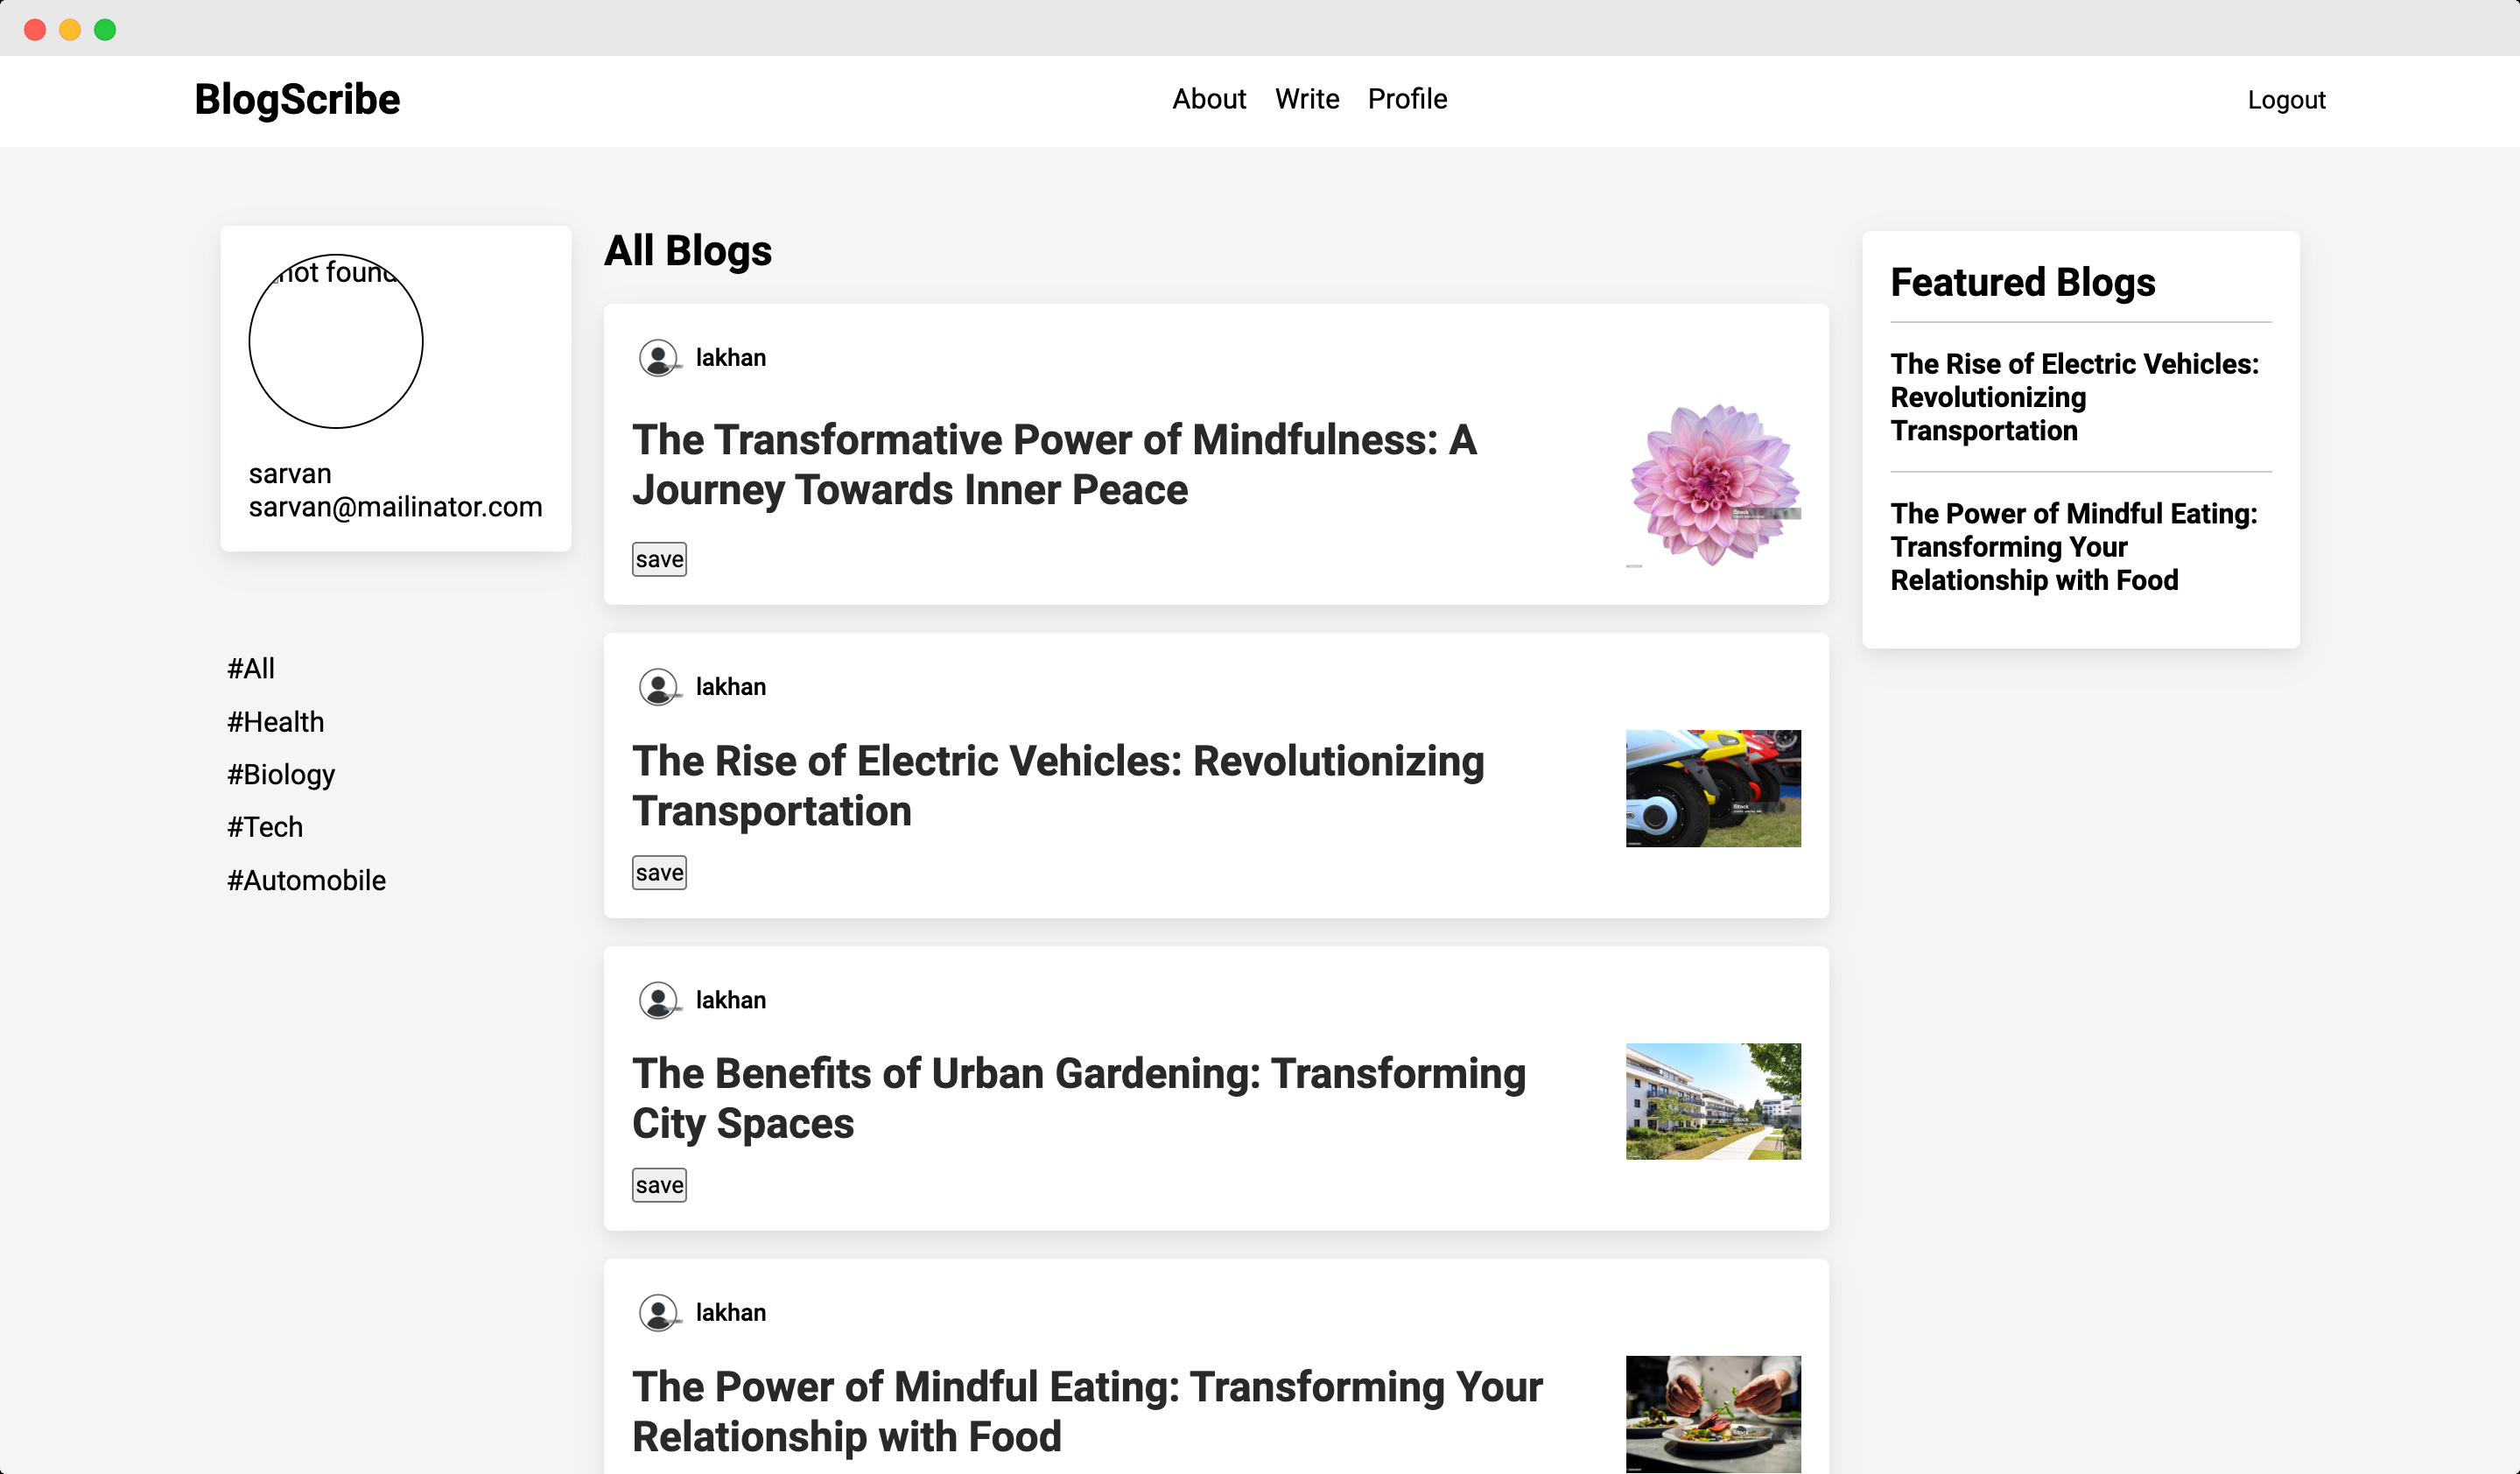 BlogScribe
About Write Profile
Logout
not found
sarvan
sarvan@mailinator.com
#All
#Health
#Biology
#Tech
#Automobile
All Blogs
lakhan
The Transformative Power of Mindfulness: A
Journey Towards Inner Peace
save
iStock
lakhan
The Rise of Electric Vehicles: Revolutionizing
Transportation
save
iStock
lakhan
The Benefits of Urban Gardening: Transforming
City Spaces
save
iStock
lakhan
The Power of Mindful Eating: Transforming Your
Relationship with Food
iStock
Featured Blogs
The Rise of Electric Vehicles:
Revolutionizing
Transportation
The Power of Mindful Eating:
Transforming Your
Relationship with Food